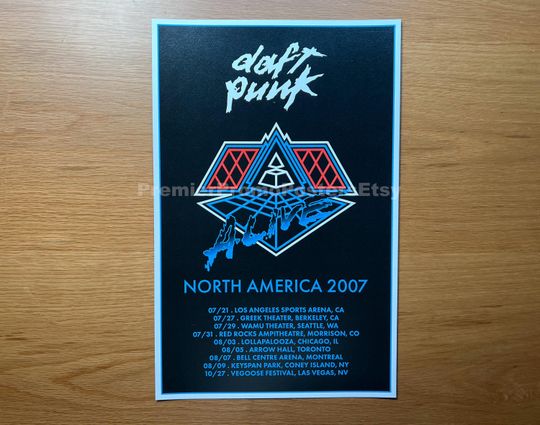 daft
punk
PremierPromoPosters Etsy
ALIVE
NORTH AMERICA 2007
07/21 . LOS ANGELES SPORTS ARENA, CA
07/27 . GREEK THEATER, BERKELEY, CA
07/29 . WAMU THEATER, SEATTLE, WA
07/31 . RED ROCKS AMPITHEATRE, MORRISON, CO
08/03 . LOLLAPALOOZA, CHICAGO, IL
08/05 . ARROW HALL, TORONTO
08/07 . BELL CENTRE ARENA, MONTREAL
08/09 . KEYSPAN PARK, CONEY ISLAND, NY
10/27 . VEGOOSE FESTIVAL, LAS VEGAS, NV